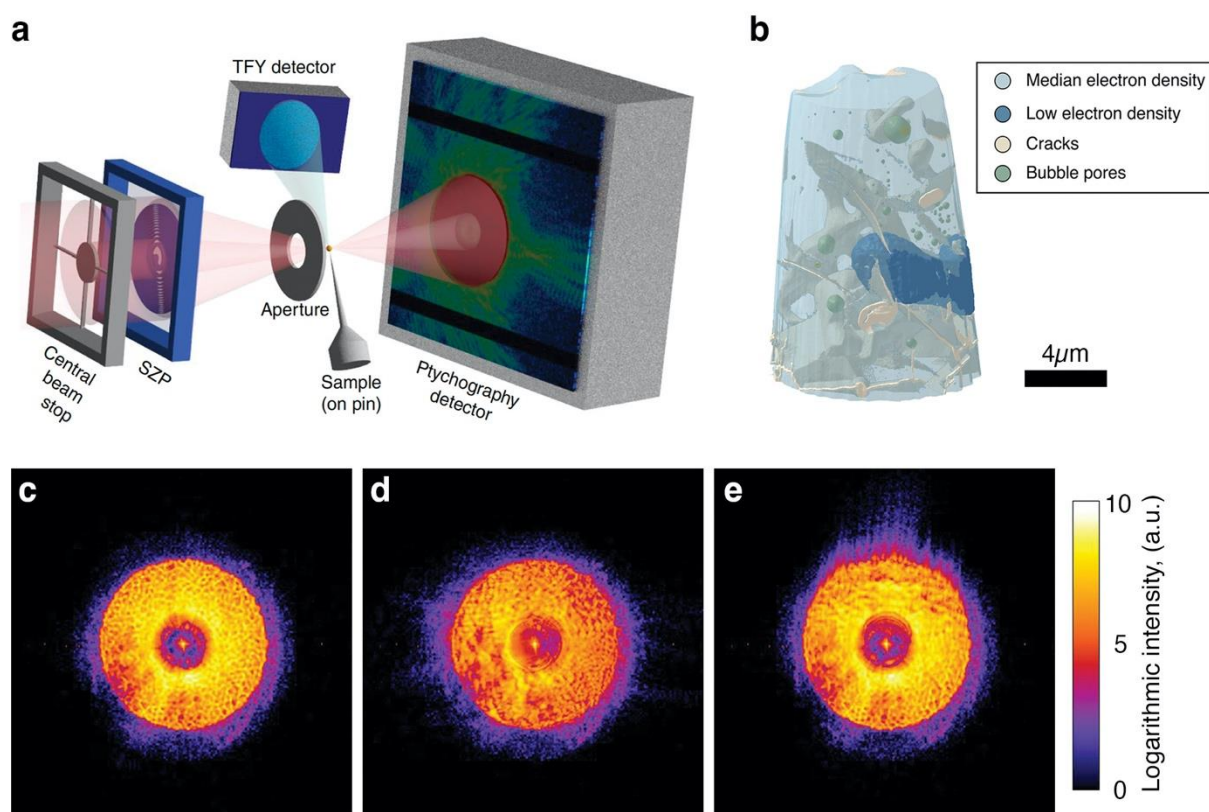 a
TFY detector
Central
beam
stop
SZP
Aperture
Sample
(on pin)
Ptychography
detector
b
Median electron density
Low electron density
Cracks
Bubble pores
4μm
c
d
e
10
5
0
Logarithmic intensity, (a.u.)